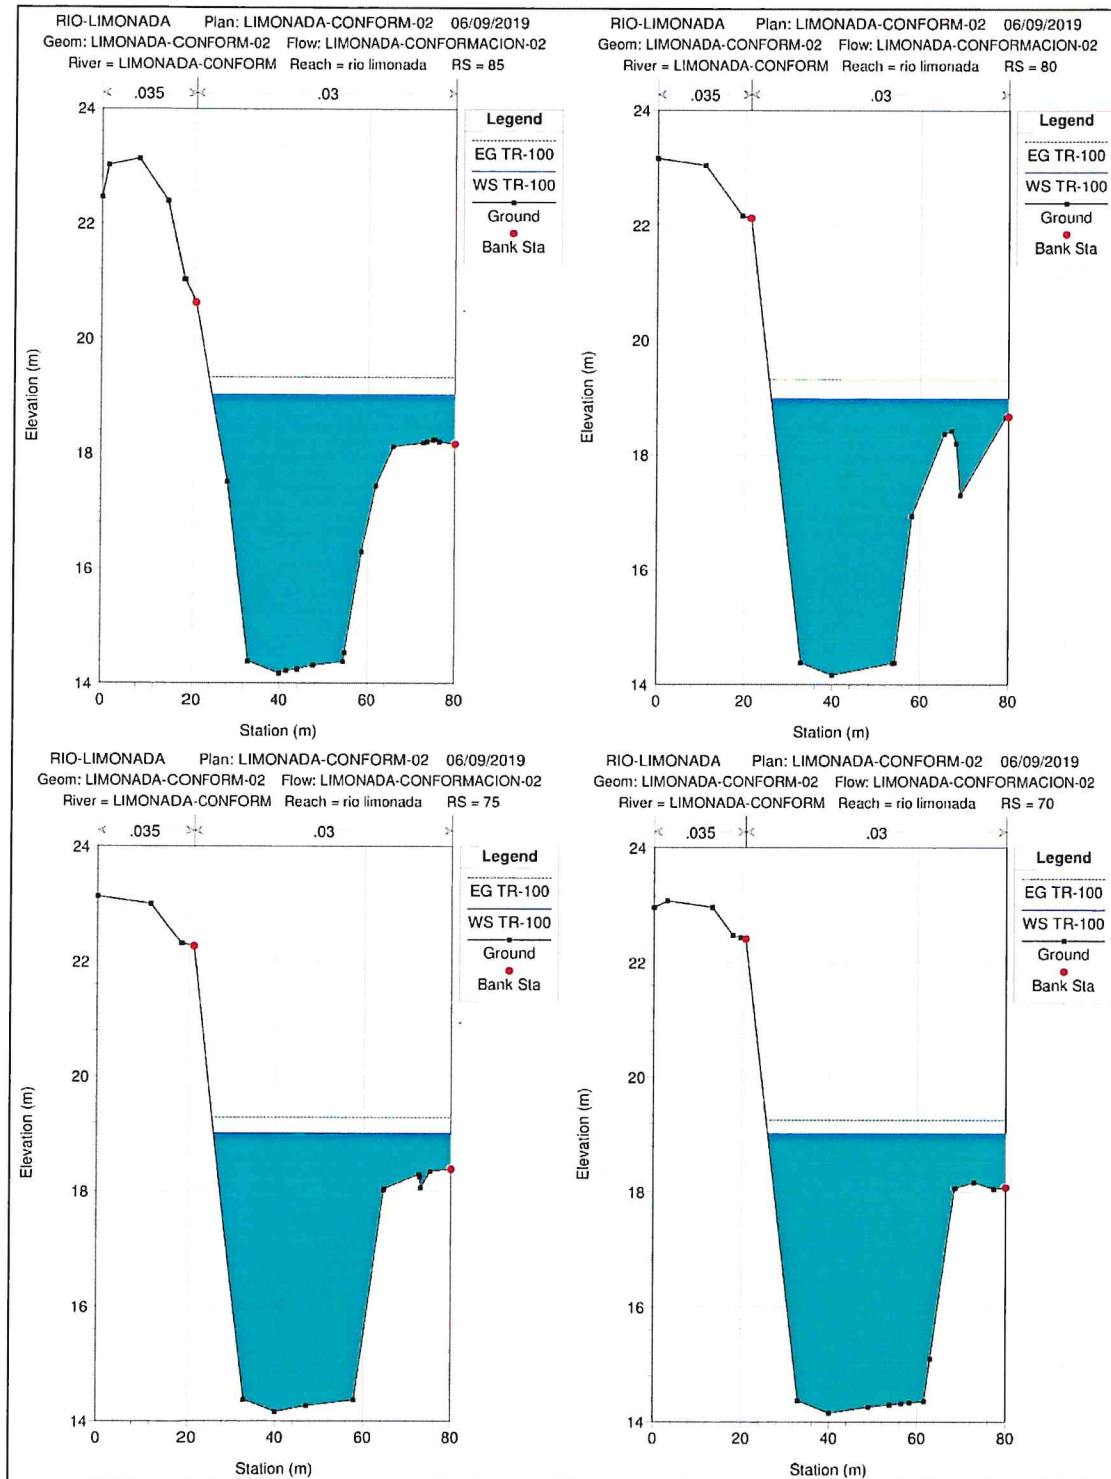 RIO-LIMONADA Plan: LIMONADA-CONFORM-02 06/09/2019
Geom: LIMONADA-CONFORM-02 Flow: LIMONADA-CONFORMACION-02
River = LIMONADA-CONFORM Reach = rio limonada RS = 85
.035 .03
24
22
20
18
16
14
0 20 40 60 80
Elevation (m)
Station (m)
Legend
EG TR-100
WS TR-100
Ground
Bank Sta
RIO-LIMONADA Plan: LIMONADA-CONFORM-02 06/09/2019
Geom: LIMONADA-CONFORM-02 Flow: LIMONADA-CONFORMACION-02
River = LIMONADA-CONFORM Reach = rio limonada RS = 80
.035 .03
24
22
20
18
16
14
0 20 40 60 80
Elevation (m)
Station (m)
Legend
EG TR-100
WS TR-100
Ground
Bank Sta
RIO-LIMONADA Plan: LIMONADA-CONFORM-02 06/09/2019
Geom: LIMONADA-CONFORM-02 Flow: LIMONADA-CONFORMACION-02
River = LIMONADA-CONFORM Reach = rio limonada RS = 75
.035 .03
24
22
20
18
16
14
0 20 40 60 80
Elevation (m)
Station (m)
Legend
EG TR-100
WS TR-100
Ground
Bank Sta
RIO-LIMONADA Plan: LIMONADA-CONFORM-02 06/09/2019
Geom: LIMONADA-CONFORM-02 Flow: LIMONADA-CONFORMACION-02
River = LIMONADA-CONFORM Reach = rio limonada RS = 70
.035 .03
24
22
20
18
16
14
0 20 40 60 80
Elevation (m)
Station (m)
Legend
EG TR-100
WS TR-100
Ground
Bank Sta